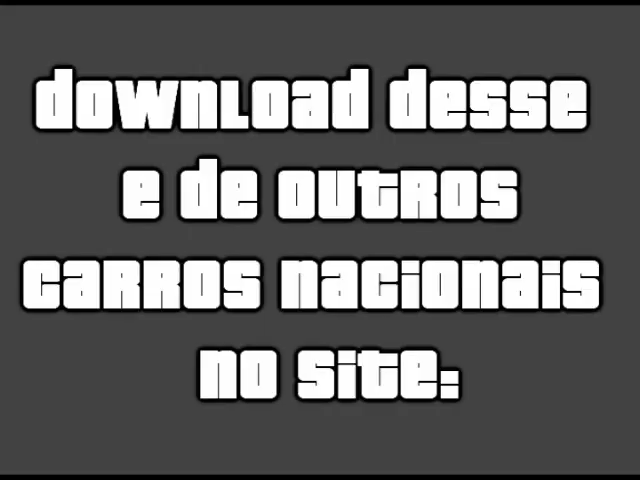 download desse
e de outros
carros nacionais
no site: